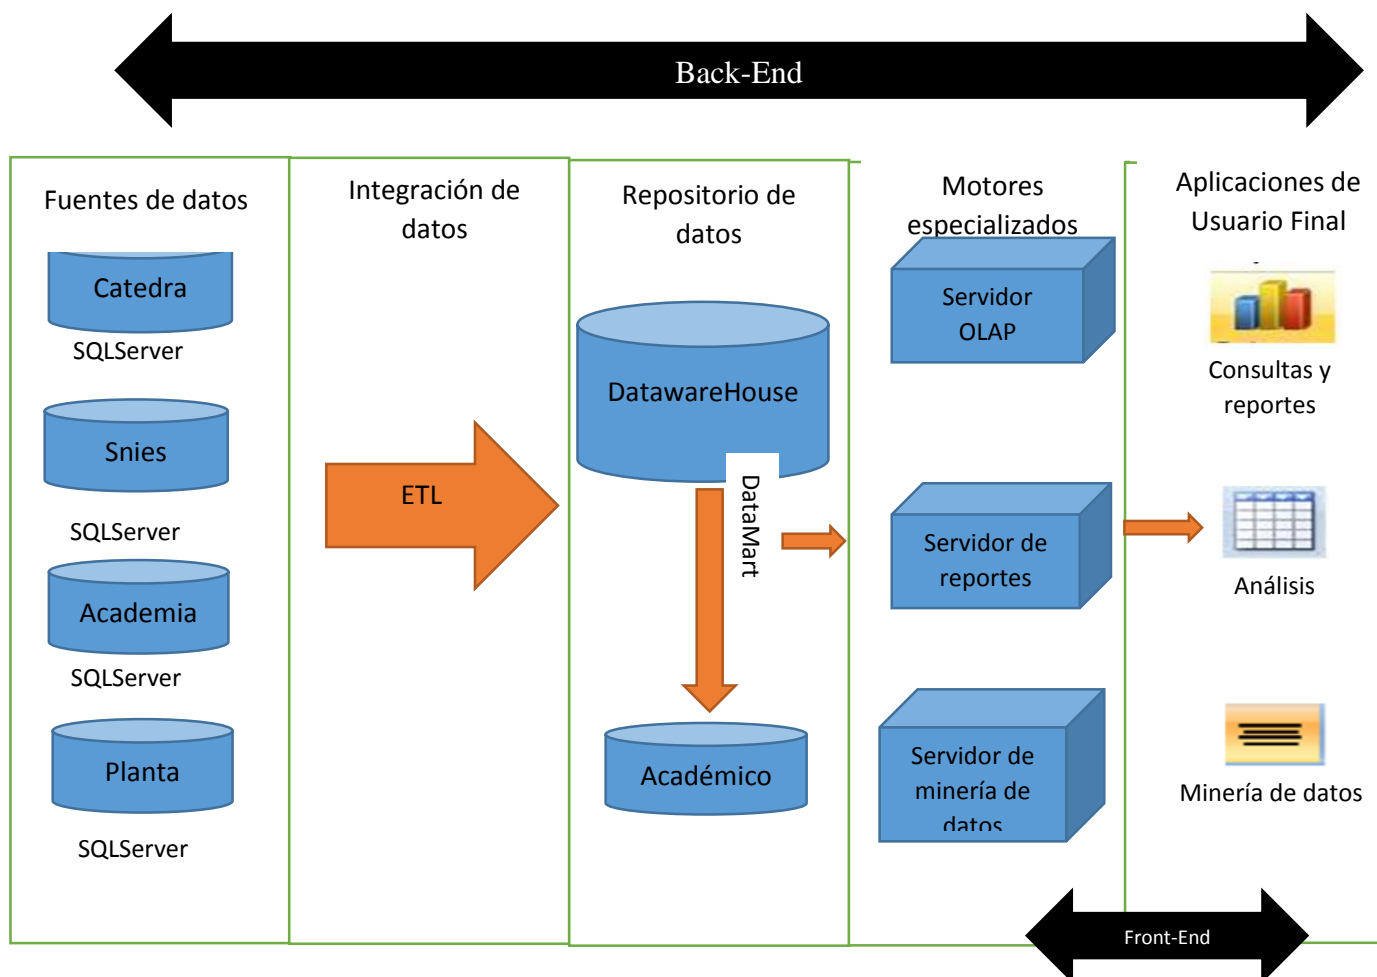 Back-End
Fuentes de datos
Catedra
SQLServer
Snies
SQLServer
Academia
SQLServer
Planta
SQLServer
Integración de
datos
ETL
Repositorio de
datos
DatawareHouse
DataMart
Académico
Motores
especializados
Servidor
OLAP
Servidor de
reportes
Servidor de
minería de
datos
Aplicaciones de
Usuario Final
Consultas y
reportes
Análisis
Minería de datos
Front-End